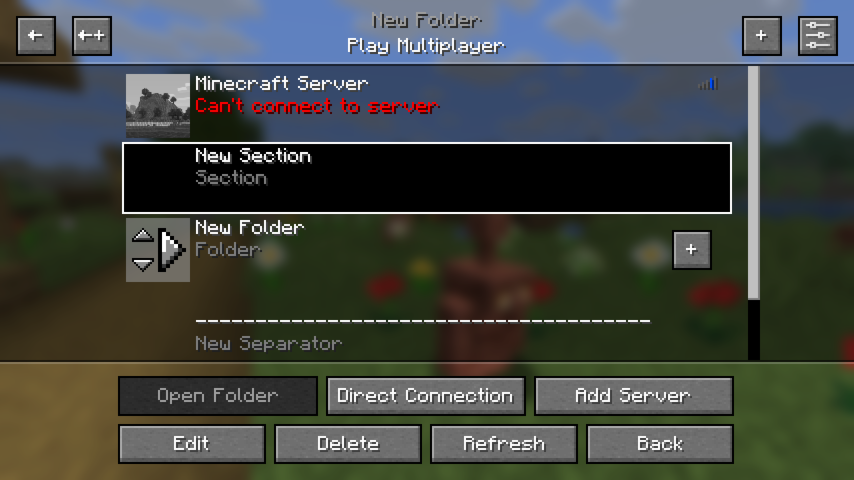 New Folder
Play Multiplayer
Minecraft Server
Can't connect to server
New Section
Section
New Folder
Folder
+
--------------------------------------
New Separator
Open Folder
Direct Connection
Add Server
Edit
Delete
Refresh
Back